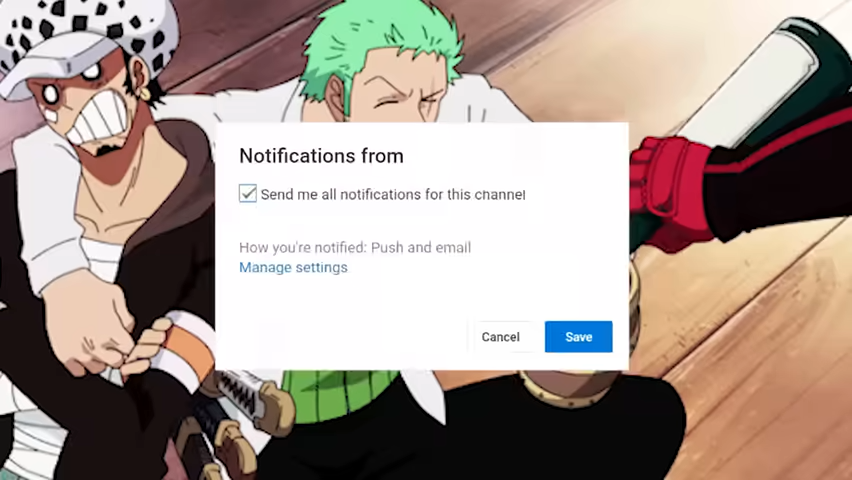 Notifications from
Send me all notifications for this channel
How you're notified: Push and email
Manage settings
Cancel
Save